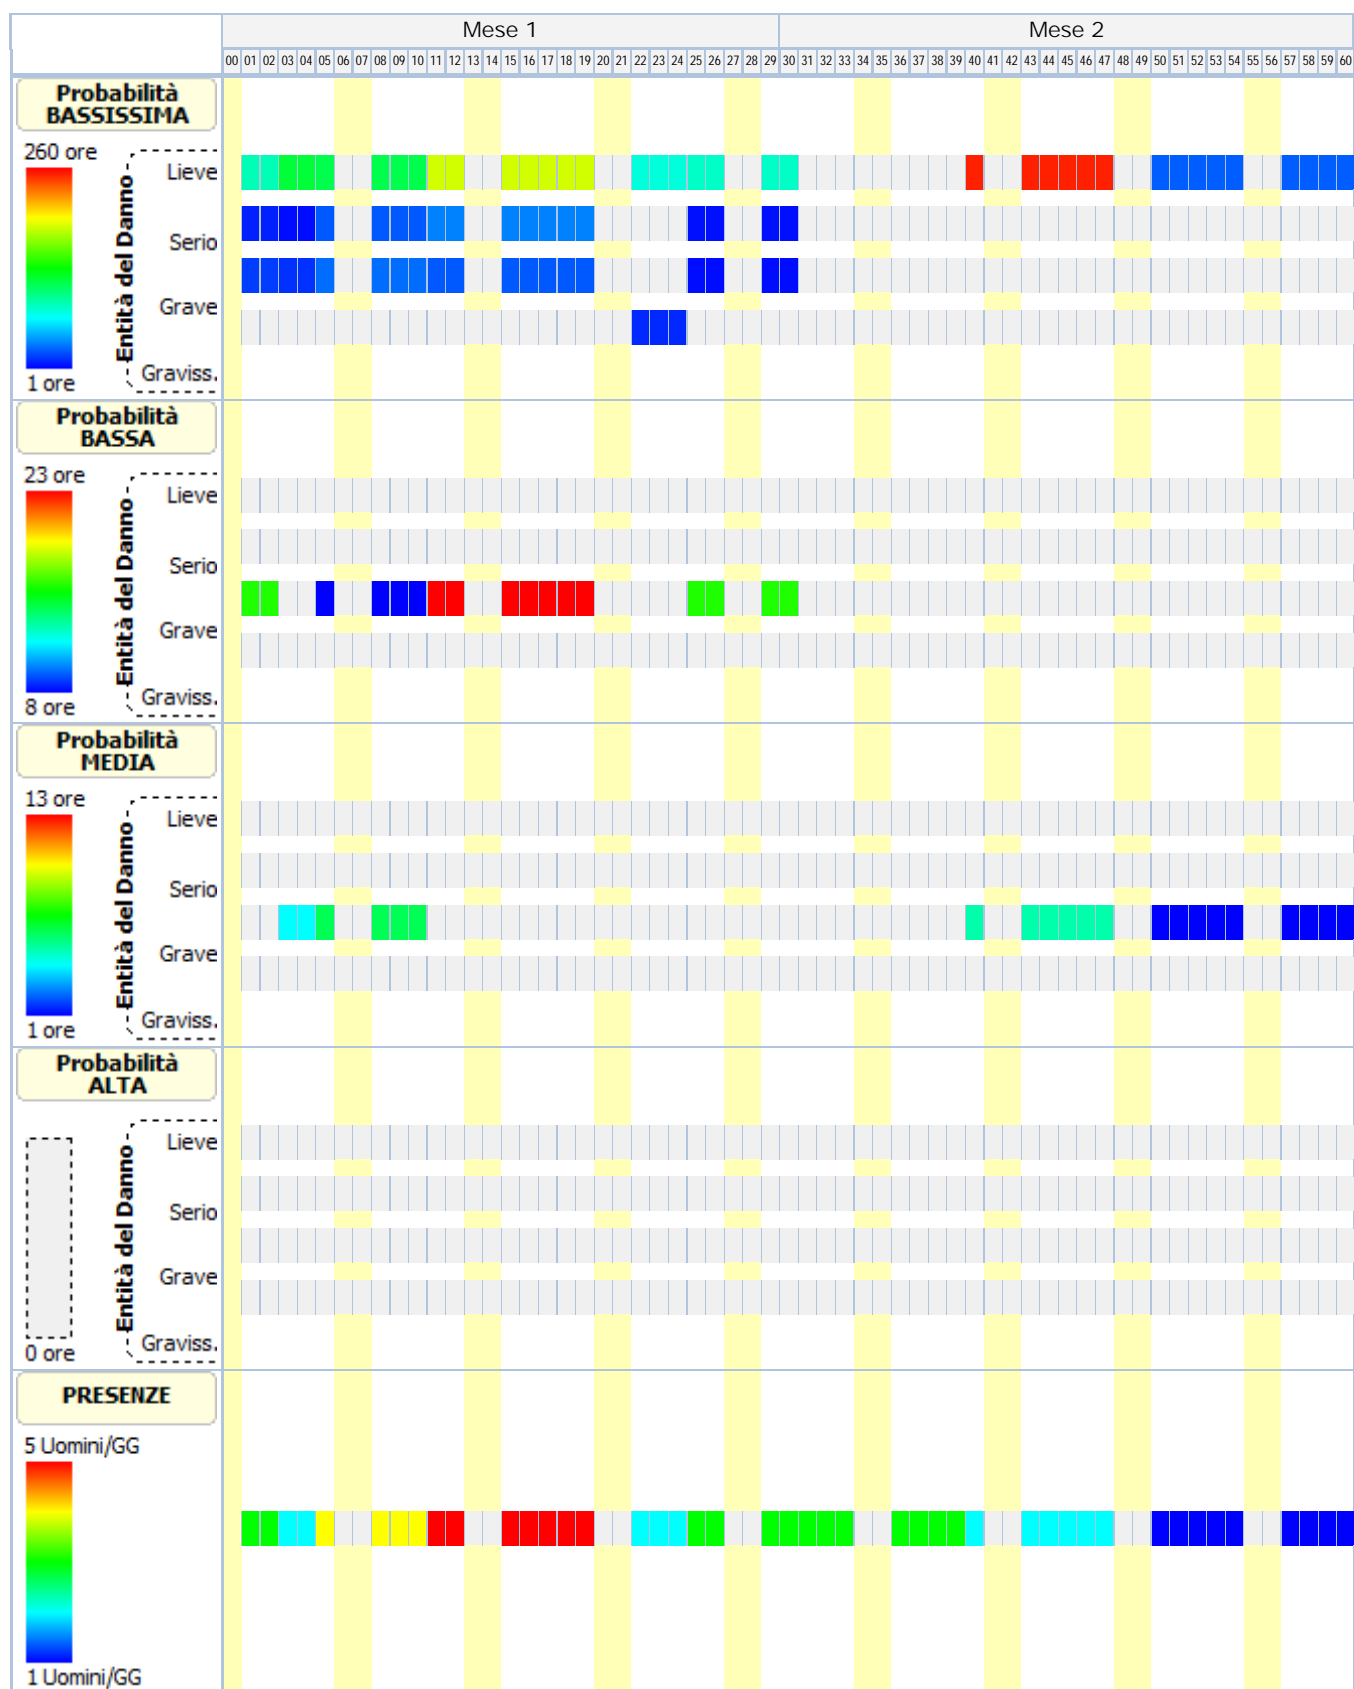 Mese 1 Mese 2
00 01 02 03 04 05 06 07 08 09 10 11 12 13 14 15 16 17 18 19 20 21 22 23 24 25 26 27 28 29 30 31 32 33 34 35 36 37 38 39 40 41 42 43 44 45 46 47 48 49 50 51 52 53 54 55 56 57 58 59 60
Probabilità
BASSISSIMA
260 ore
Entità del Danno
Lieve
Serio
Grave
Graviss.
1 ore
Probabilità
BASSA
23 ore
Entità del Danno
Lieve
Serio
Grave
Graviss.
8 ore
Probabilità
MEDIA
13 ore
Entità del Danno
Lieve
Serio
Grave
Graviss.
1 ore
Probabilità
ALTA
Entità del Danno
Lieve
Serio
Grave
Graviss.
0 ore
PRESENZE
5 Uomini/GG
1 Uomini/GG